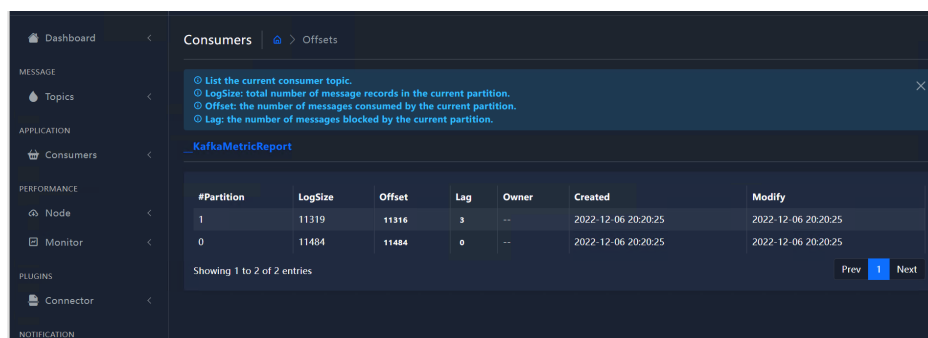 Dashboard
MESSAGE
Topics
APPLICATION
Consumers
PERFORMANCE
Node
Monitor
PLUGINS
Connector
NOTIFICATION
Consumers
> Offsets
List the current consumer topic.
LogSize: total number of message records in the current partition.
Offset: the number of messages consumed by the current partition.
Lag: the number of messages blocked by the current partition.
__KafkaMetricReport
#Partition LogSize Offset Lag Owner Created Modify
1 11319 11316 3 -- 2022-12-06 20:20:25 2022-12-06 20:20:25
0 11484 11484 0 -- 2022-12-06 20:20:25 2022-12-06 20:20:25
Showing 1 to 2 of 2 entries
Prev 1 Next